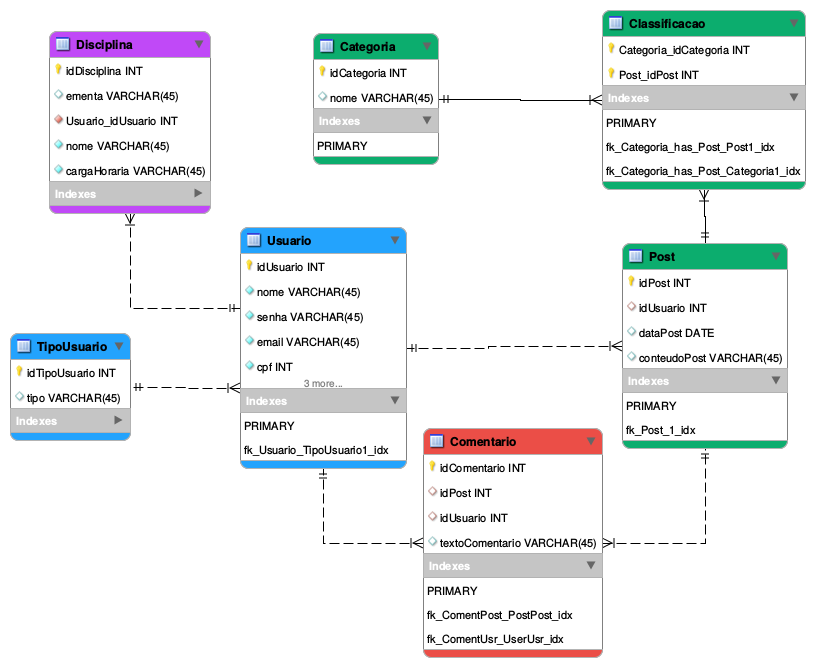 Disciplina
idDisciplina INT
ementa VARCHAR(45)
Usuario_idUsuario INT
nome VARCHAR(45)
cargaHoraria VARCHAR(45)
Indexes
Categoria
idCategoria INT
nome VARCHAR(45)
Indexes
PRIMARY
Classificacao
Categoria_idCategoria INT
Post_idPost INT
Indexes
PRIMARY
fk_Categoria_has_Post_Post1_idx
fk_Categoria_has_Post_Categoria1_idx
Usuario
idUsuario INT
nome VARCHAR(45)
senha VARCHAR(45)
email VARCHAR(45)
cpf INT
3 more...
Indexes
PRIMARY
fk_Usuario_TipoUsuario1_idx
TipoUsuario
idTipoUsuario INT
tipo VARCHAR(45)
Indexes
Post
idPost INT
idUsuario INT
dataPost DATE
conteudoPost VARCHAR(45)
Indexes
PRIMARY
fk_Post_1_idx
Comentario
idComentario INT
idPost INT
idUsuario INT
textoComentario VARCHAR(45)
Indexes
PRIMARY
fk_ComentPost_PostPost_idx
fk_ComentUsr_UserUsr_idx